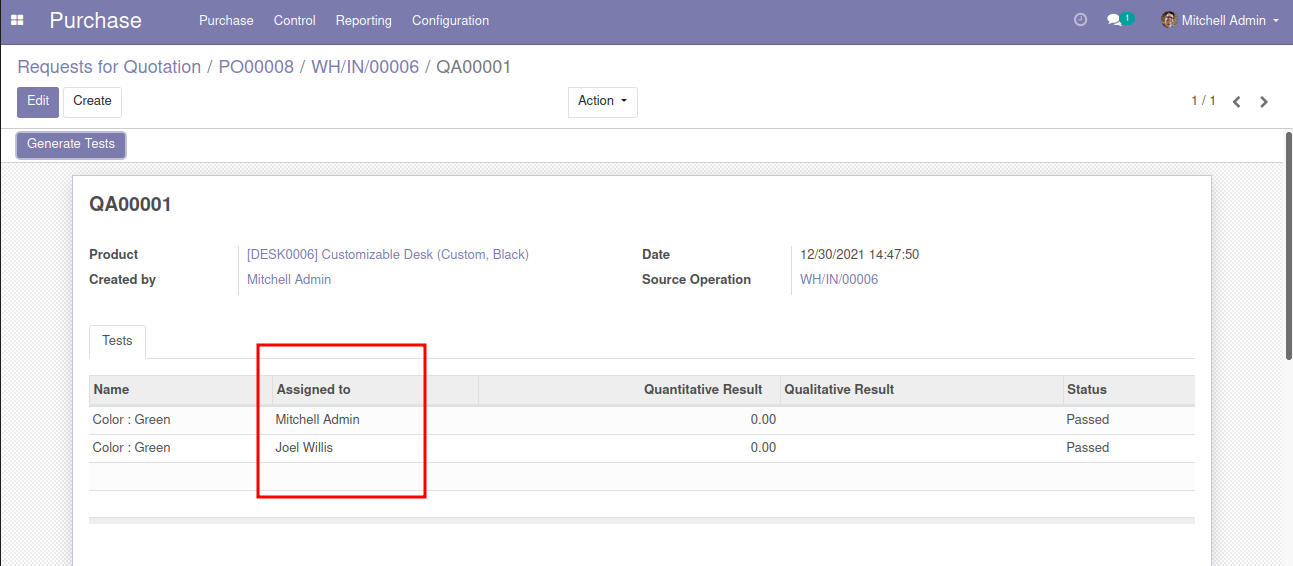 Purchase Purchase Control Reporting Configuration 1 Mitchell Admin
Requests for Quotation / PO00008 / WH/IN/00006 / QA00001
Edit Create Action 1 / 1
Generate Tests
QA00001
Product [DESK0006] Customizable Desk (Custom, Black) Date 12/30/2021 14:47:50
Created by Mitchell Admin Source Operation WH/IN/00006
Tests
Name Assigned to Quantitative Result Qualitative Result Status
Color : Green Mitchell Admin 0.00 Passed
Color : Green Joel Willis 0.00 Passed